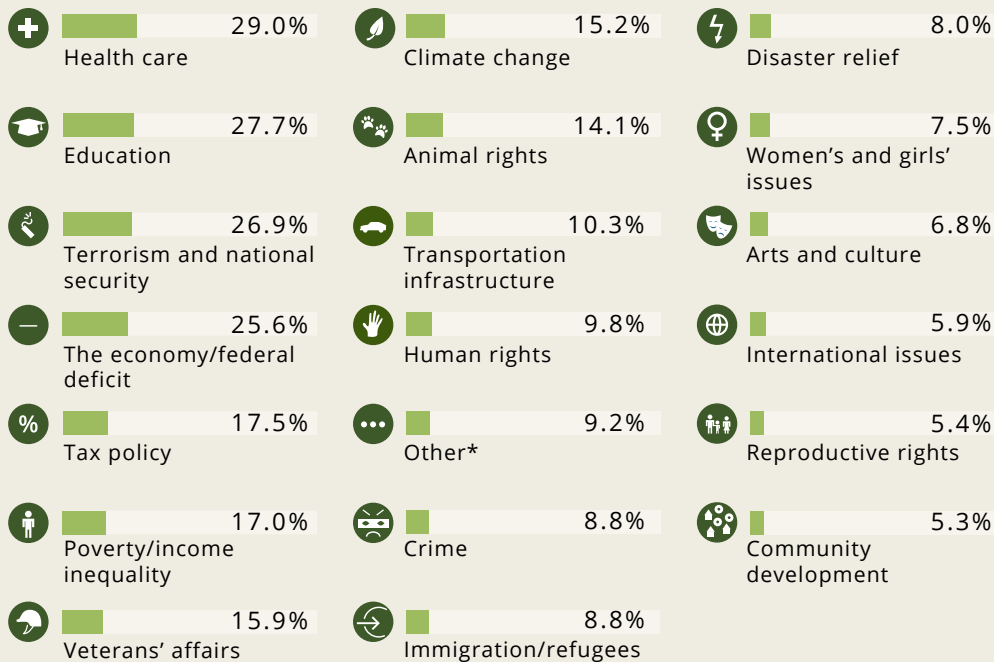 29.0%
Health care
27.7%
Education
26.9%
Terrorism and national
security
25.6%
The economy/federal
deficit
%
17.5%
Tax policy
17.0%
Poverty/income
inequality
15.9%
Veterans’ affairs
15.2%
Climate change
14.1%
Animal rights
10.3%
Transportation
infrastructure
9.8%
Human rights
9.2%
Other*
8.8%
Crime
8.8%
Immigration/refugees
8.0%
Disaster relief
7.5%
Women’s and girls’
issues
6.8%
Arts and culture
5.9%
International issues
5.4%
Reproductive rights
5.3%
Community
development